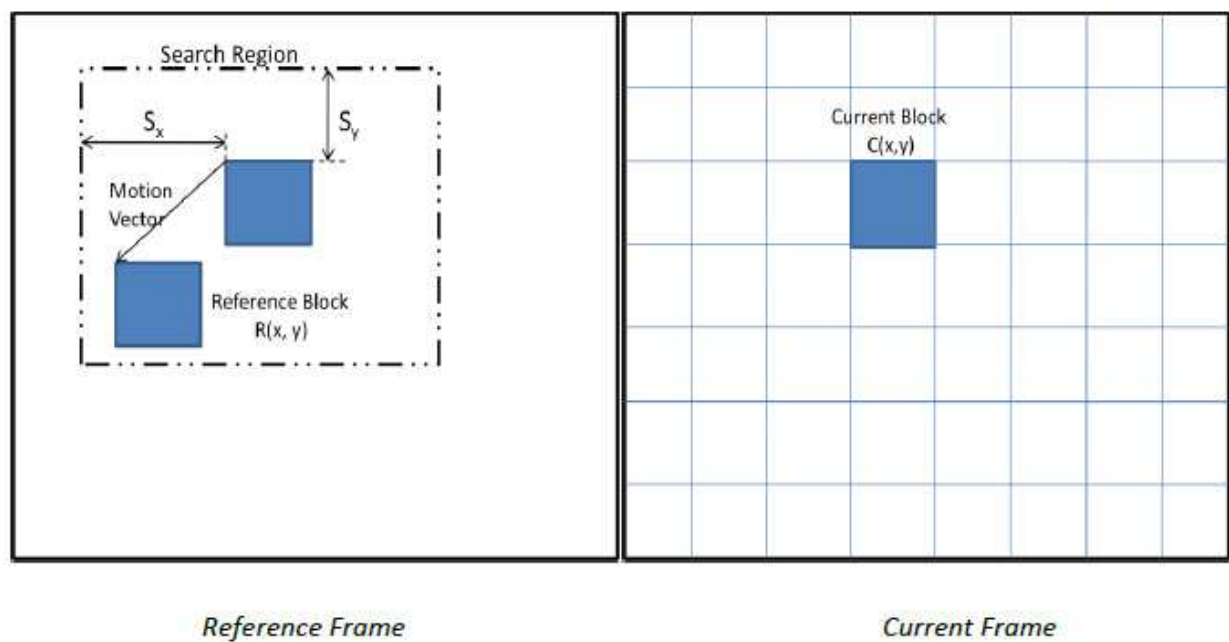 Search Region
Sx
Sy
Motion
Vector
Reference Block
R(x, y)
Current Block
C(x,y)
Reference Frame
Current Frame